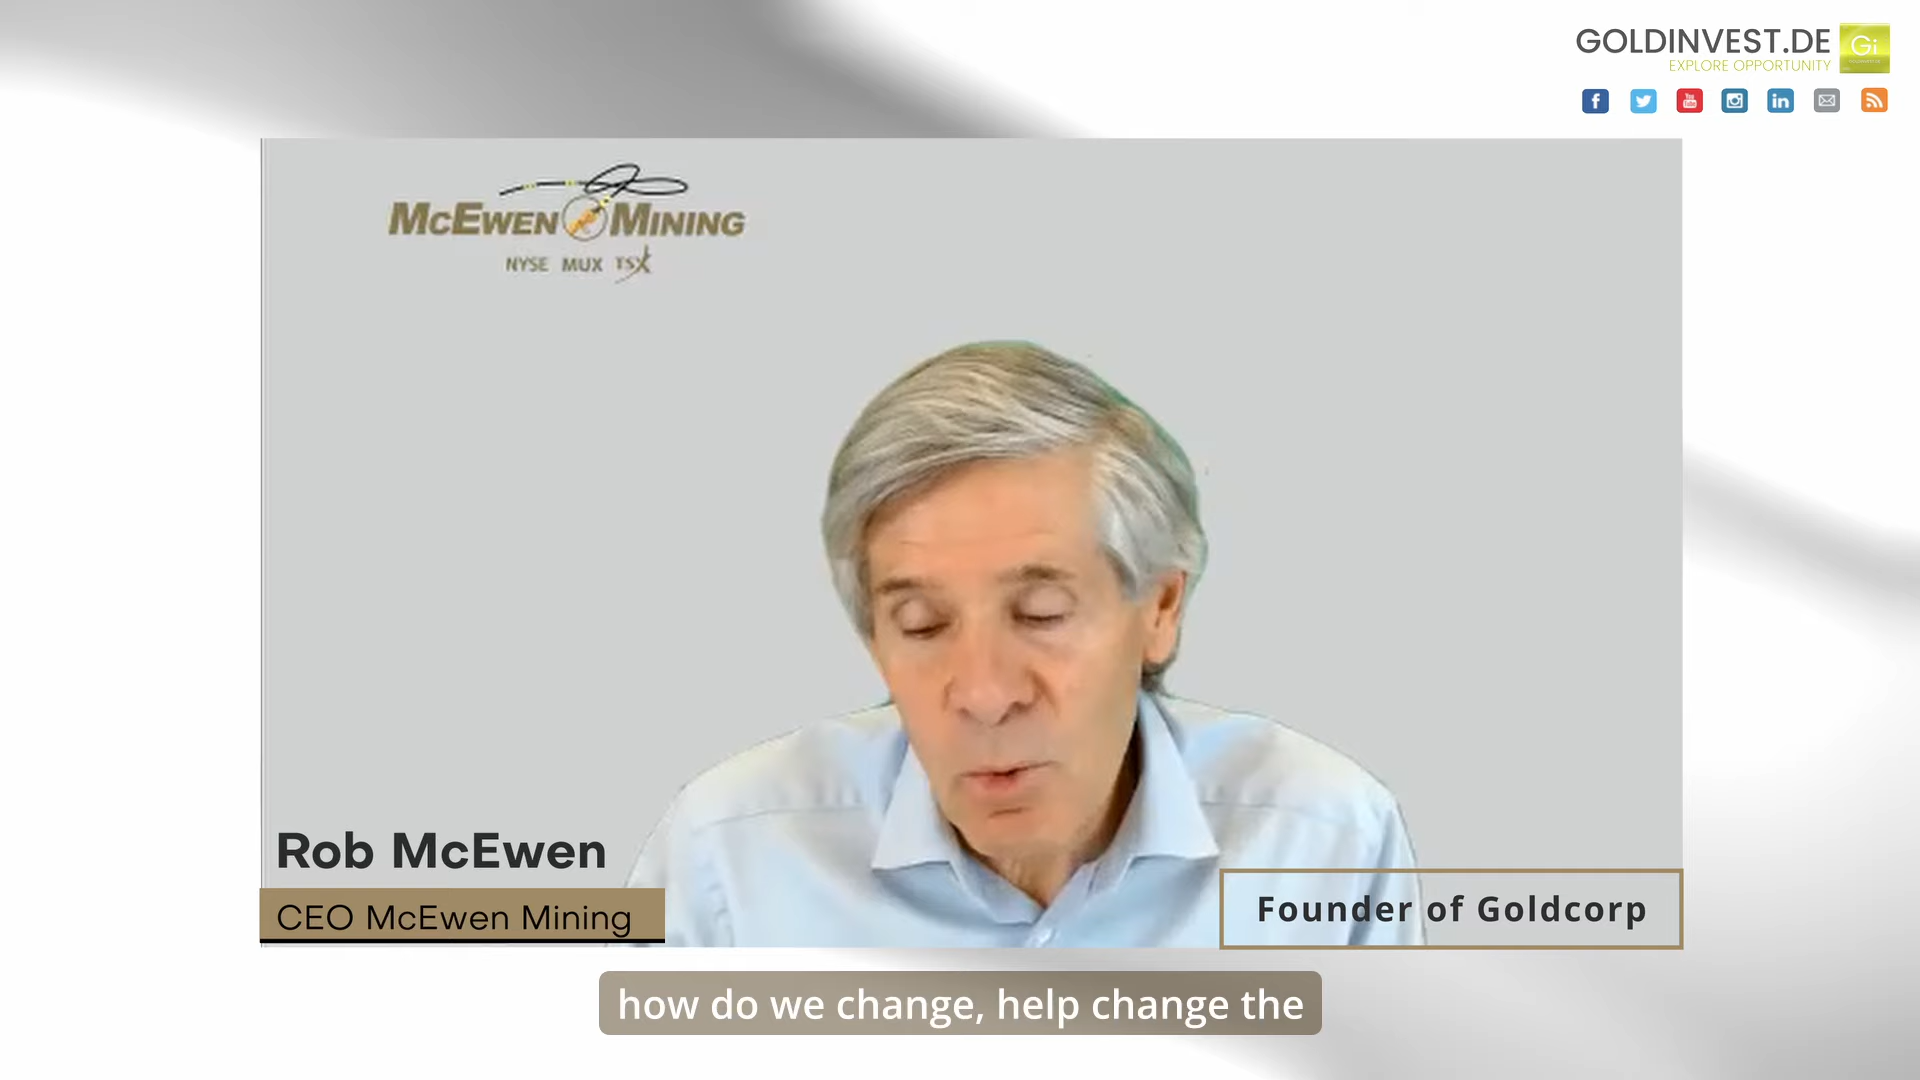 GOLDINVEST.DE
Gi
EXPLORE OPPORTUNITY
McEwen Mining
NYSE MUX TSX
Rob McEwen
CEO McEwen Mining
Founder of Goldcorp
how do we change, help change the